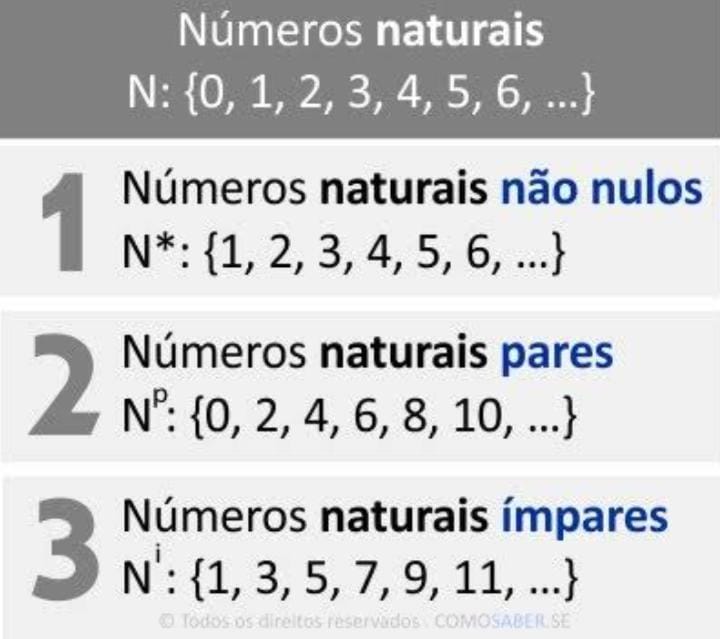 Números naturais
N: {0, 1, 2, 3, 4, 5, 6, ...}
1
Números naturais não nulos
N*: {1, 2, 3, 4, 5, 6, ...}
2
Números naturais pares
Nᵖ: {0, 2, 4, 6, 8, 10, ...}
3
Números naturais ímpares
Nⁱ: {1, 3, 5, 7, 9, 11, ...}
© Todos os direitos reservados . COMOSABER.SE